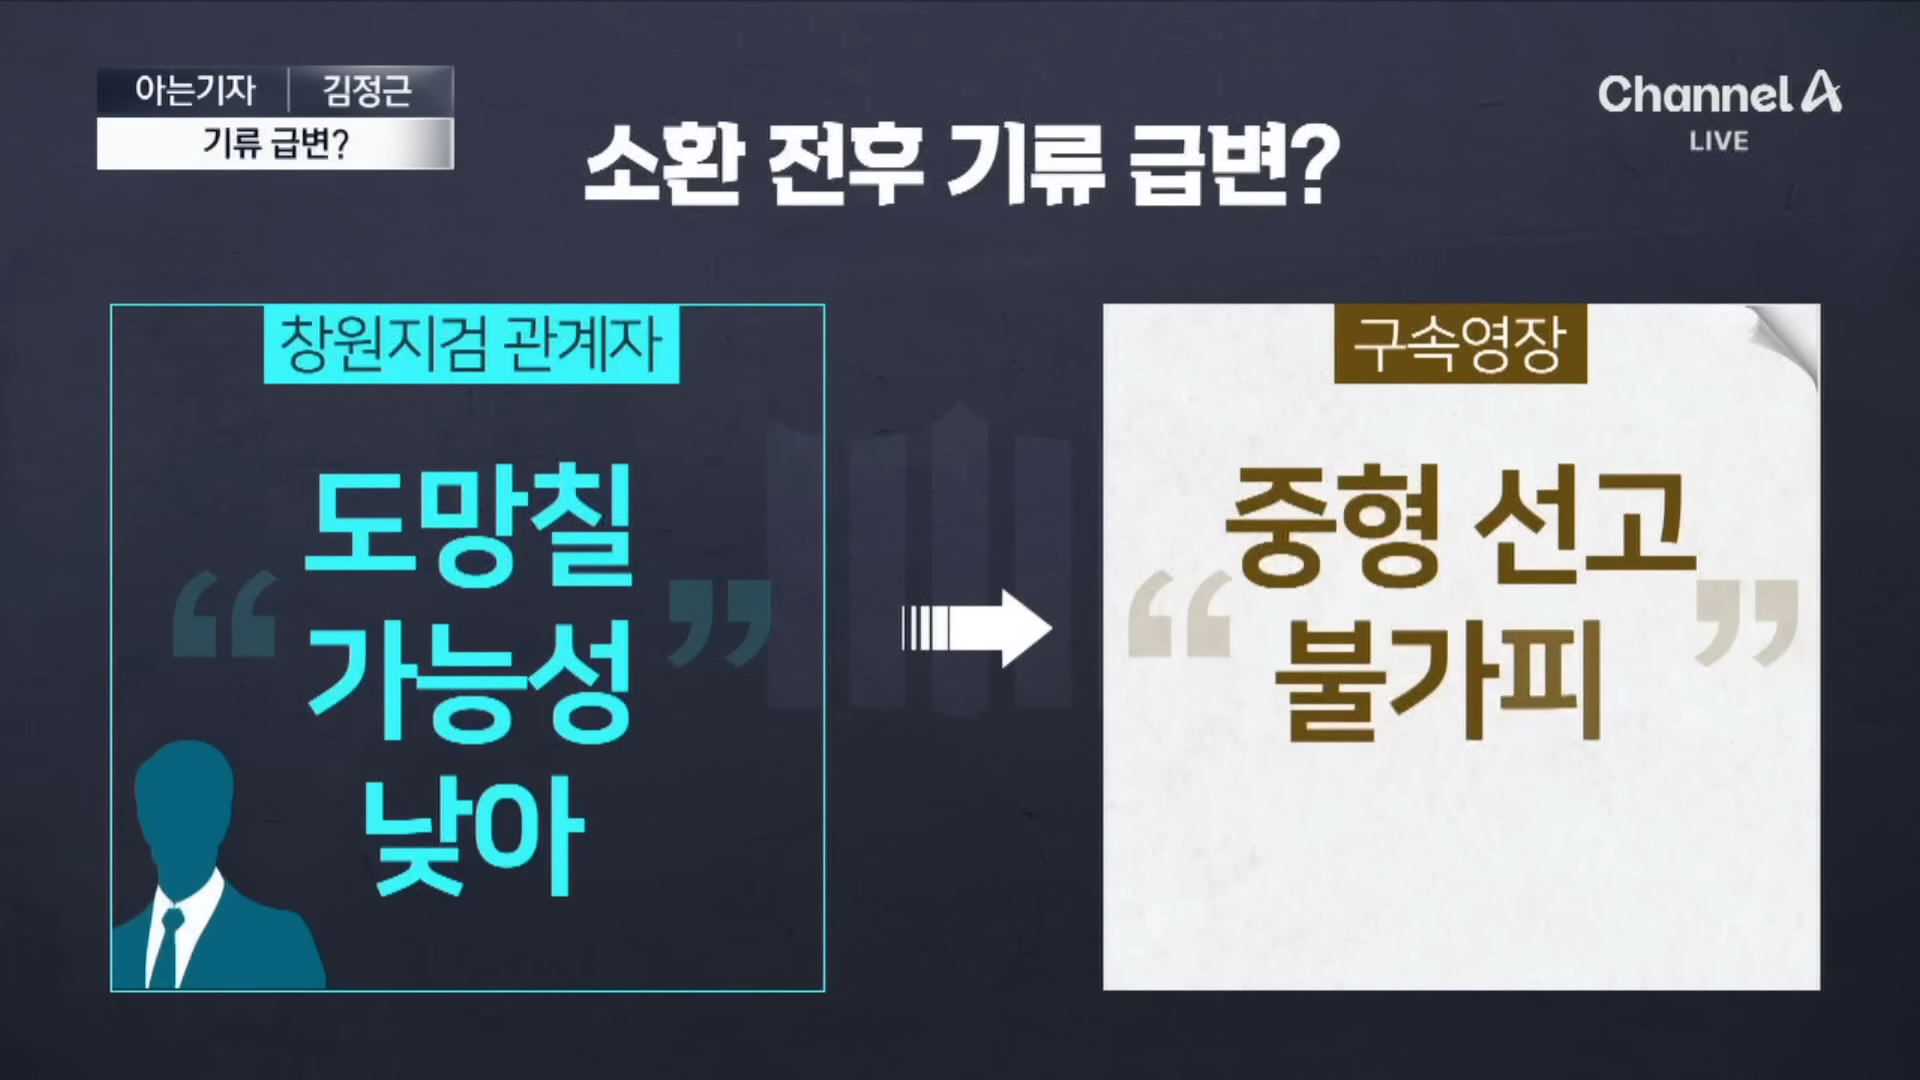 아는기자 김정근
기류 급변?
Channel A
LIVE
소환 전후 기류 급변?
창원지검 관계자
“도망칠
가능성
낮아”
구속영장
“중형 선고
불가피”